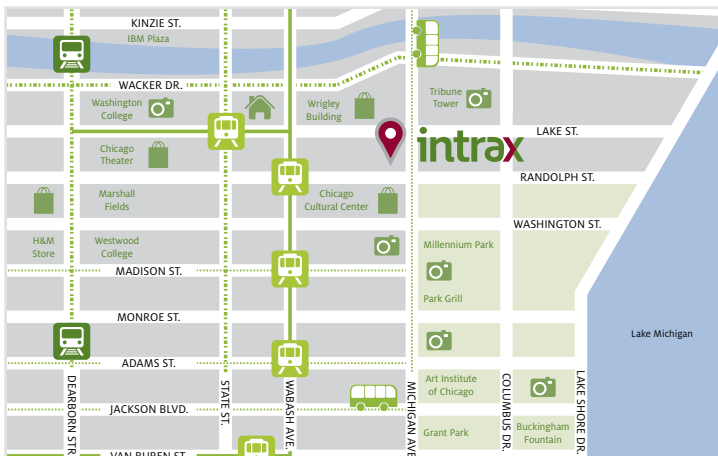 KINZIE ST.
IBM Plaza
WACKER DR.
Washington
College
Wrigley
Building
Tribune
Tower
intrax
LAKE ST.
Chicago
Theater
RANDOLPH ST.
Marshall
Fields
Chicago
Cultural Center
WASHINGTON ST.
H&M
Store
Westwood
College
Millennium Park
MADISON ST.
Park Grill
MONROE ST.
Lake Michigan
ADAMS ST.
DEARBORN STR.
STATE ST.
WABASH AVE.
MICHIGAN AVE
COLUMBUS DR.
LAKE SHORE DR.
Art Institute
of Chicago
JACKSON BLVD.
Grant Park
Buckingham
Fountain
VAN BUREN ST.